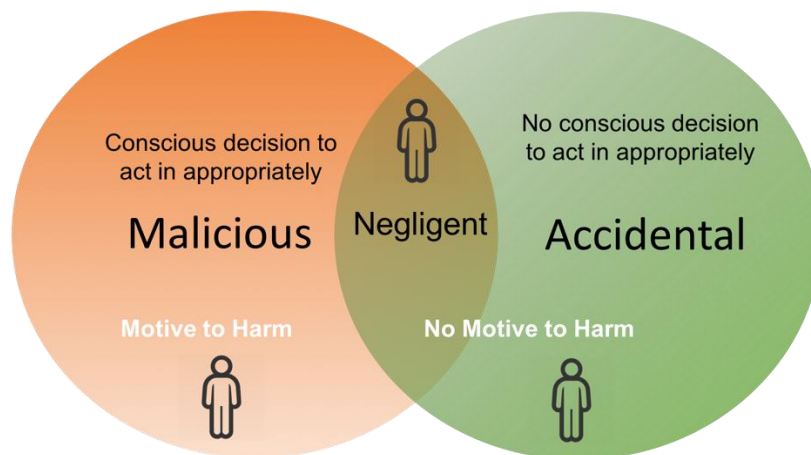 Conscious decision to
act in appropriately
Malicious
Motive to Harm
Negligent
No conscious decision
to act in appropriately
Accidental
No Motive to Harm